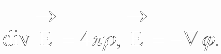 div E⃗ = 4πρ, E⃗ = −∇φ.